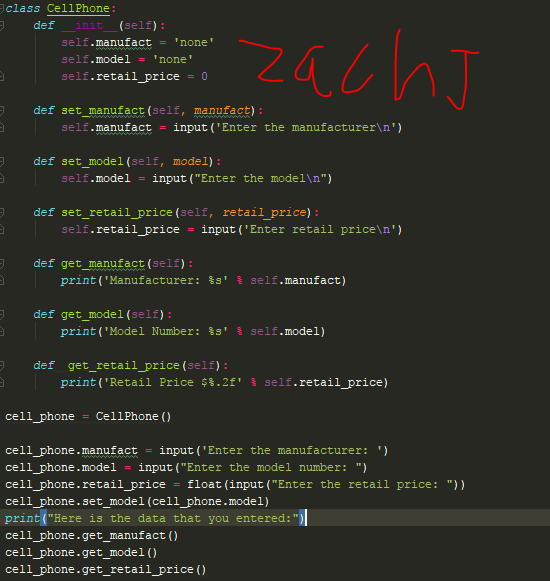 class CellPhone:
def __init__(self):
self.manufact = 'none'
self.model = 'none'
self.retail_price = 0
zachJ
def set_manufact(self, manufact):
self.manufact = input('Enter the manufacturer\n')
def set_model(self, model):
self.model = input("Enter the model\n")
def set_retail_price(self, retail_price):
self.retail_price = input('Enter retail price\n')
def get_manufact(self):
print('Manufacturer: %s' % self.manufact)
def get_model(self):
print('Model Number: %s' % self.model)
def get_retail_price(self):
print('Retail Price $%.2f' % self.retail_price)
cell_phone = CellPhone()
cell_phone.manufact = input('Enter the manufacturer: ')
cell_phone.model = input("Enter the model number: ")
cell_phone.retail_price = float(input("Enter the retail price: "))
cell_phone.set_model(cell_phone.model)
print("Here is the data that you entered:")
cell_phone.get_manufact()
cell_phone.get_model()
cell_phone.get_retail_price()